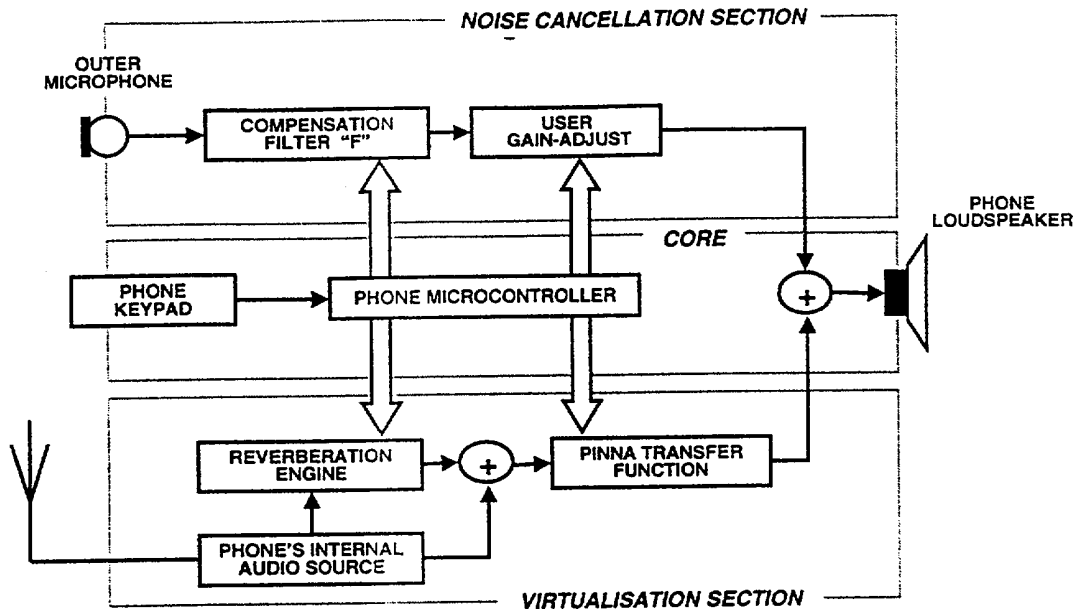 NOISE CANCELLATION SECTION
OUTER
MICROPHONE
COMPENSATION
FILTER "F"
USER
GAIN-ADJUST
PHONE
LOUDSPEAKER
CORE
PHONE
KEYPAD
PHONE MICROCONTROLLER
+
REVERBERATION
ENGINE
+
PINNA TRANSFER
FUNCTION
PHONE'S INTERNAL
AUDIO SOURCE
VIRTUALISATION SECTION